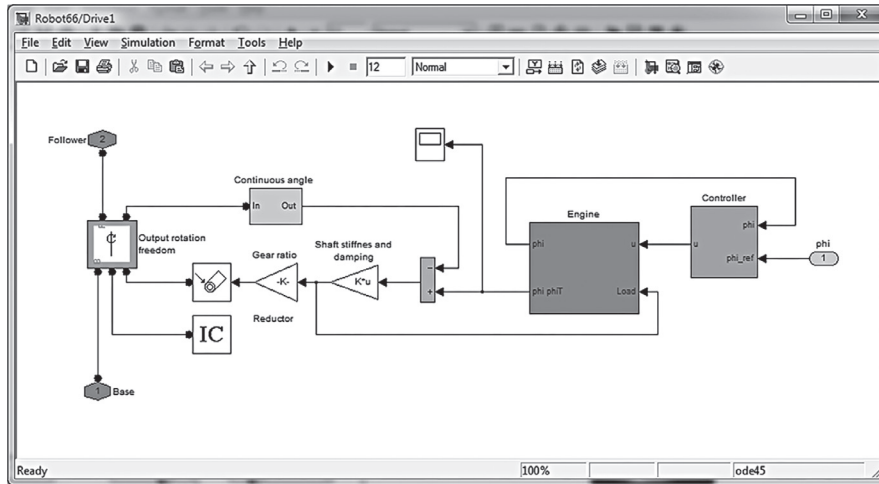 Robot66/Drive1
File Edit View Simulation Format Tools Help
12 Normal
Follower 2
Continuous angle
In Out
Output rotation
freedom
Gear ratio
-K-
Reductor
Shaft stiffnes and
damping
K*u
IC
1 Base
−
+
Engine
phi u
phi phiT Load
Controller
phi
u
phi_ref
phi
1
Ready 100% ode45